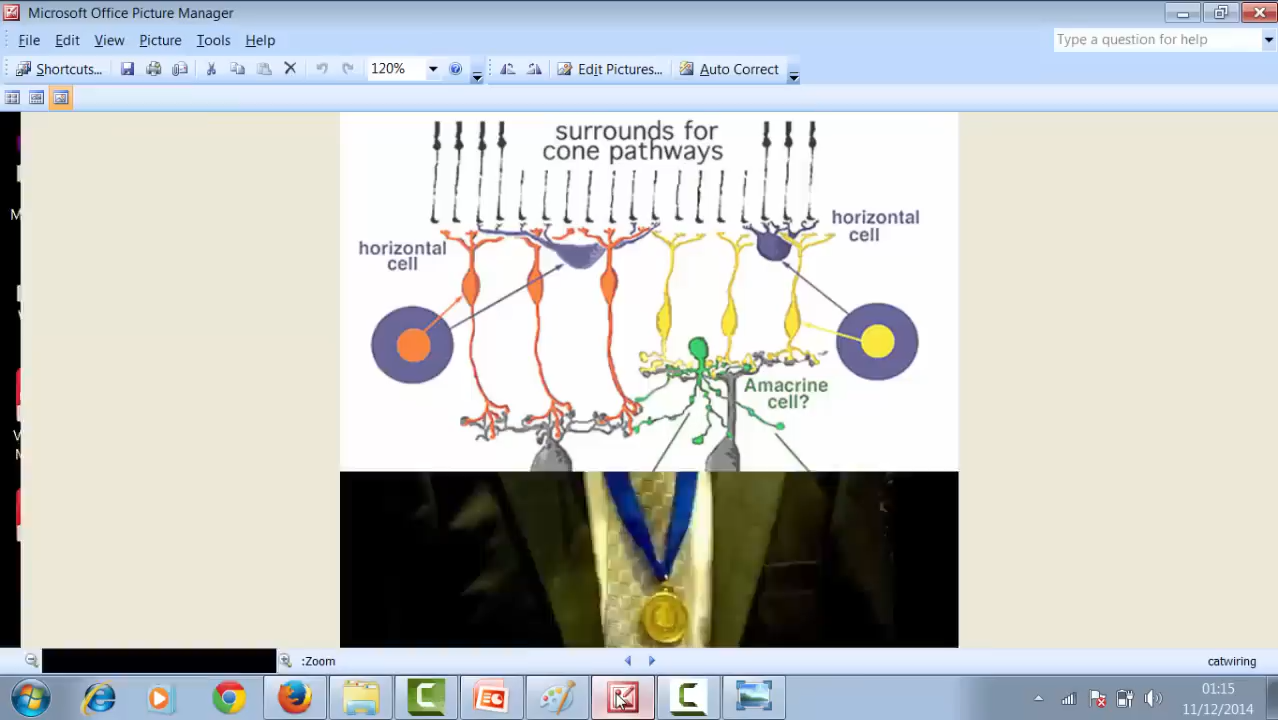 Microsoft Office Picture Manager
File Edit View Picture Tools Help
Type a question for help
Shortcuts...
120%
Edit Pictures...
Auto Correct
surrounds for
cone pathways
horizontal
cell
horizontal
cell
Amacrine
cell?
:Zoom
catwiring
01:15
11/12/2014